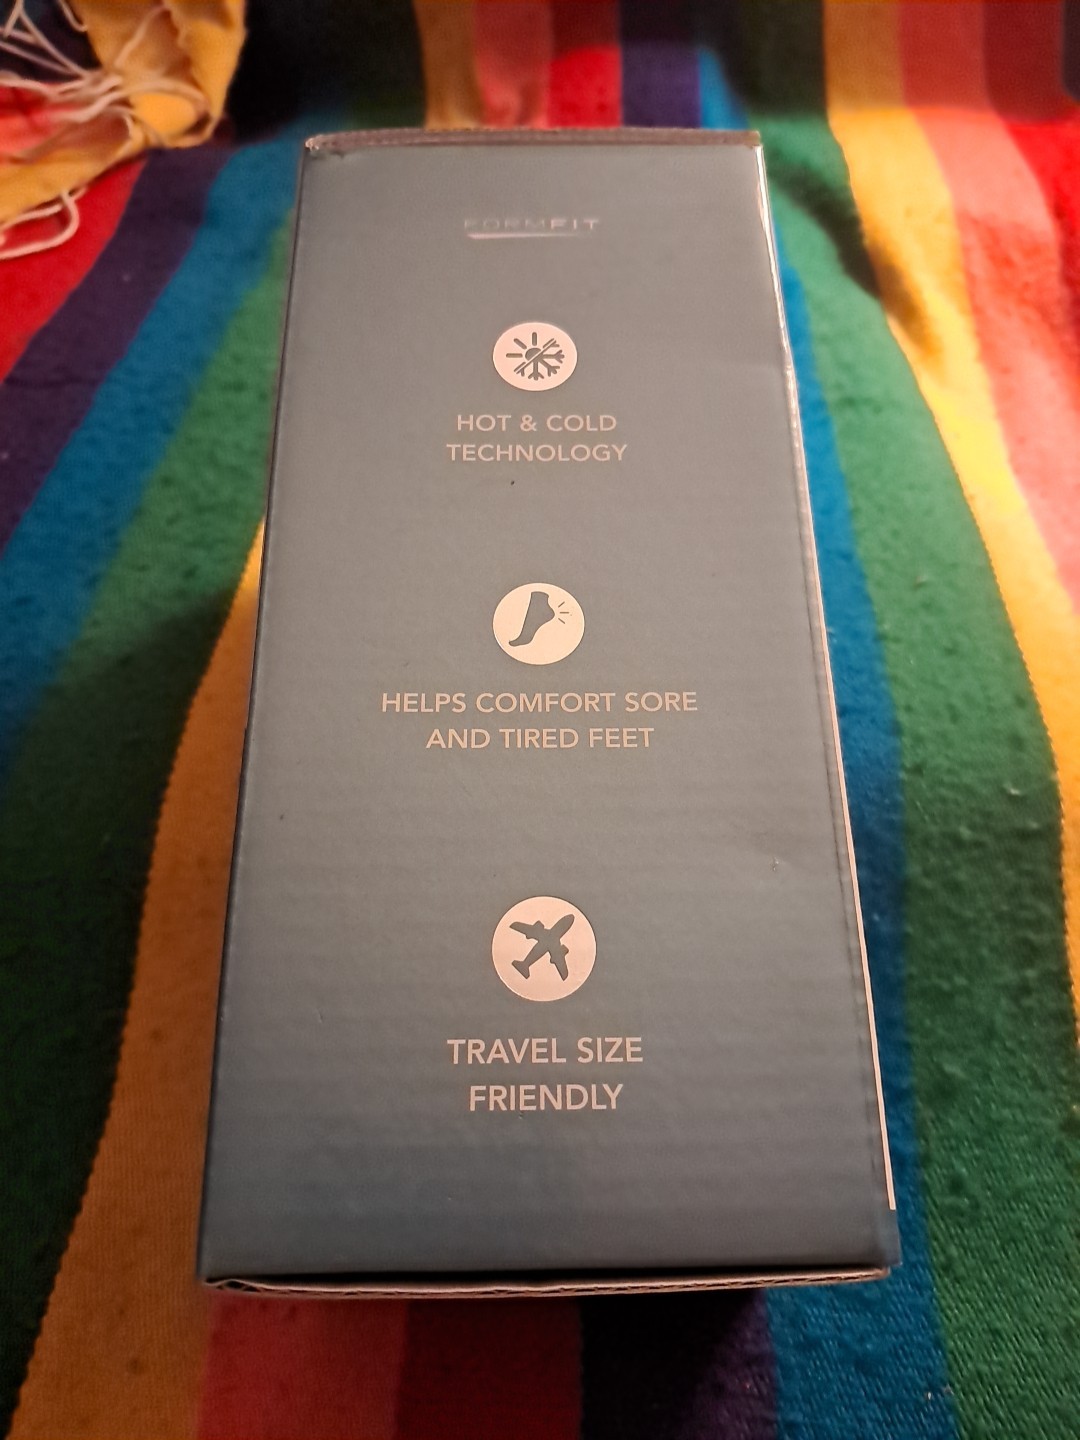 FORMFIT
HOT & COLD
TECHNOLOGY
HELPS COMFORT SORE
AND TIRED FEET
TRAVEL SIZE
FRIENDLY